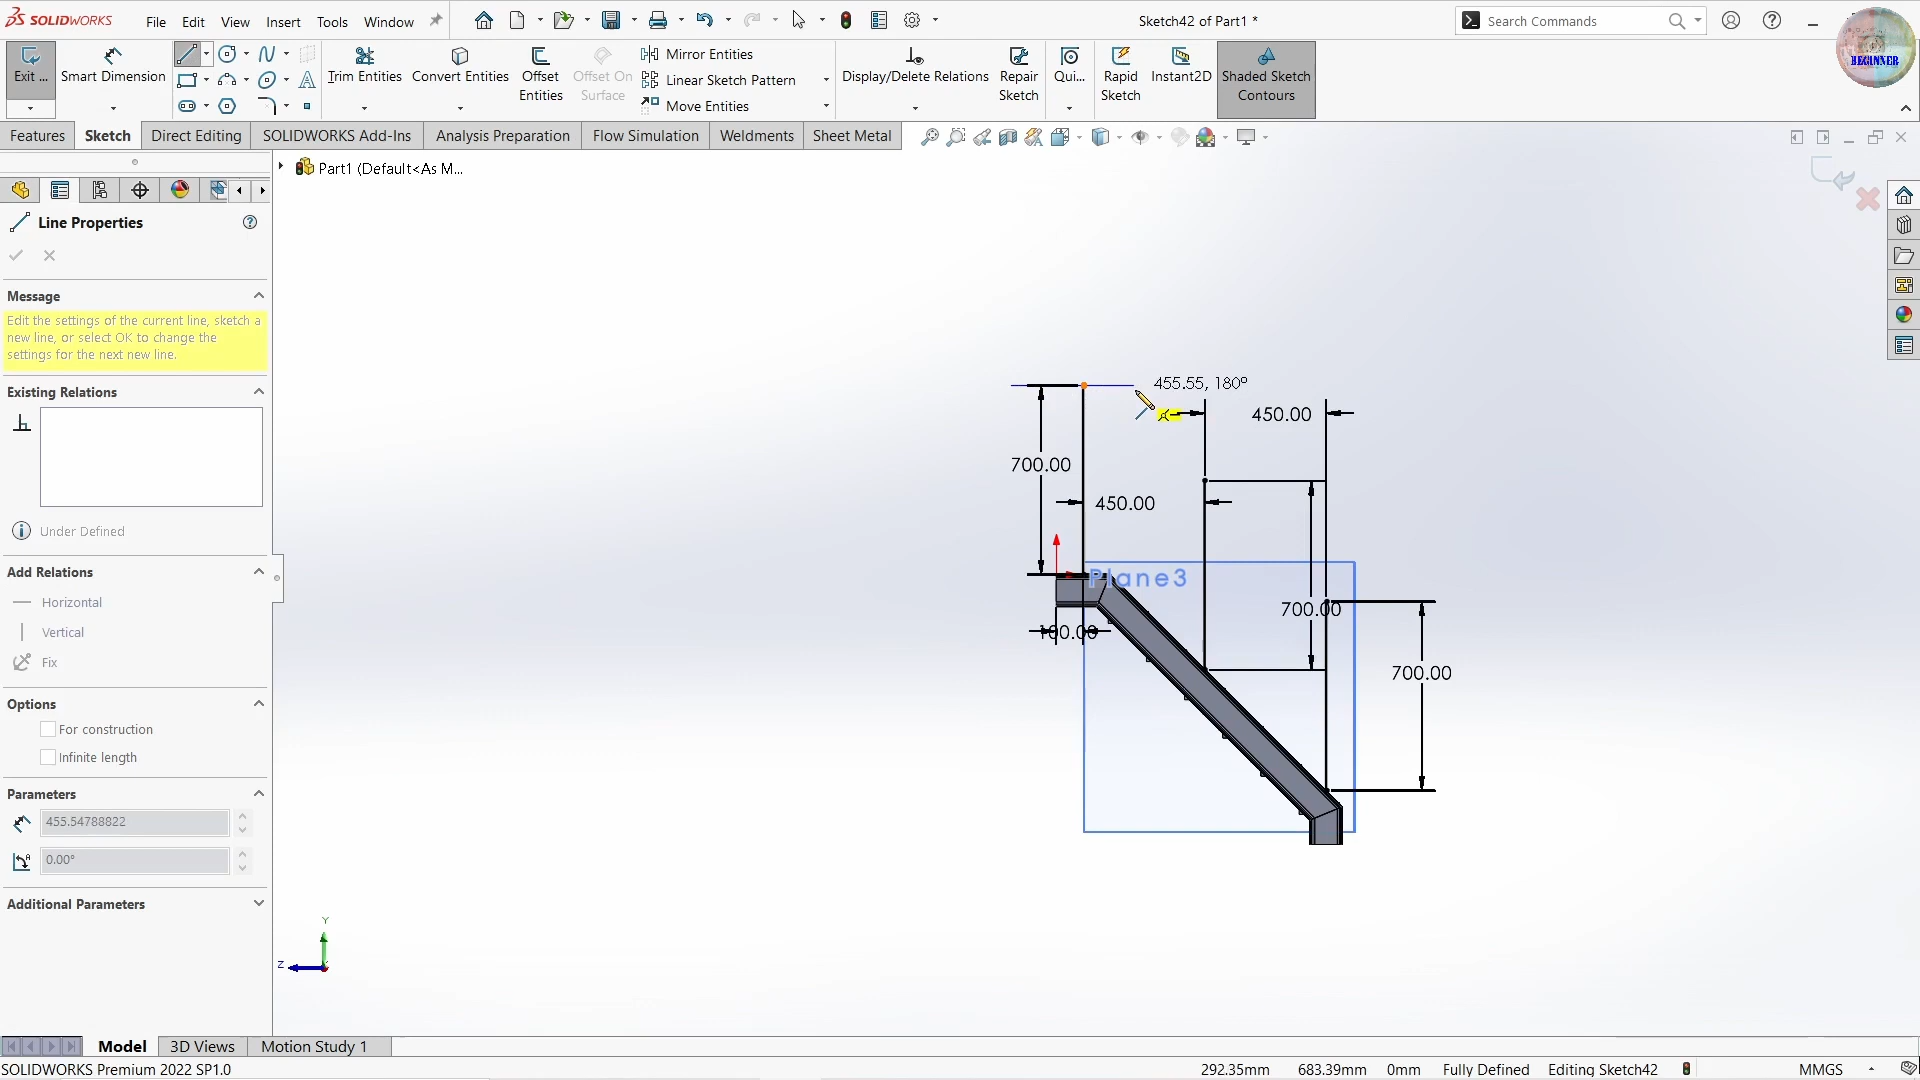 SOLIDWORKS File Edit View Insert Tools Window Sketch42 of Part1 * Search Commands
BEGINNER
Exit ... Smart Dimension Trim Entities Convert Entities Offset Entities Offset On Surface Mirror Entities Display/Delete Relations Repair Sketch Qui... Rapid Sketch Instant2D Shaded Sketch Contours
Linear Sketch Pattern
Move Entities
Features Sketch Direct Editing SOLIDWORKS Add-Ins Analysis Preparation Flow Simulation Weldments Sheet Metal
Part1 (Default<As M...
Line Properties
Message
Edit the settings of the current line, sketch a
new line, or select OK to change the
settings for the next new line.
Existing Relations
Under Defined
Add Relations
Horizontal
Vertical
Fix
Options
For construction
Infinite length
Parameters
455.54788822
0.00°
Additional Parameters
455.55, 180°
450.00
700.00
450.00
Plane3
700.00
100.00
700.00
Y
Z
Model 3D Views Motion Study 1
SOLIDWORKS Premium 2022 SP1.0 292.35mm 683.39mm 0mm Fully Defined Editing Sketch42 MMGS